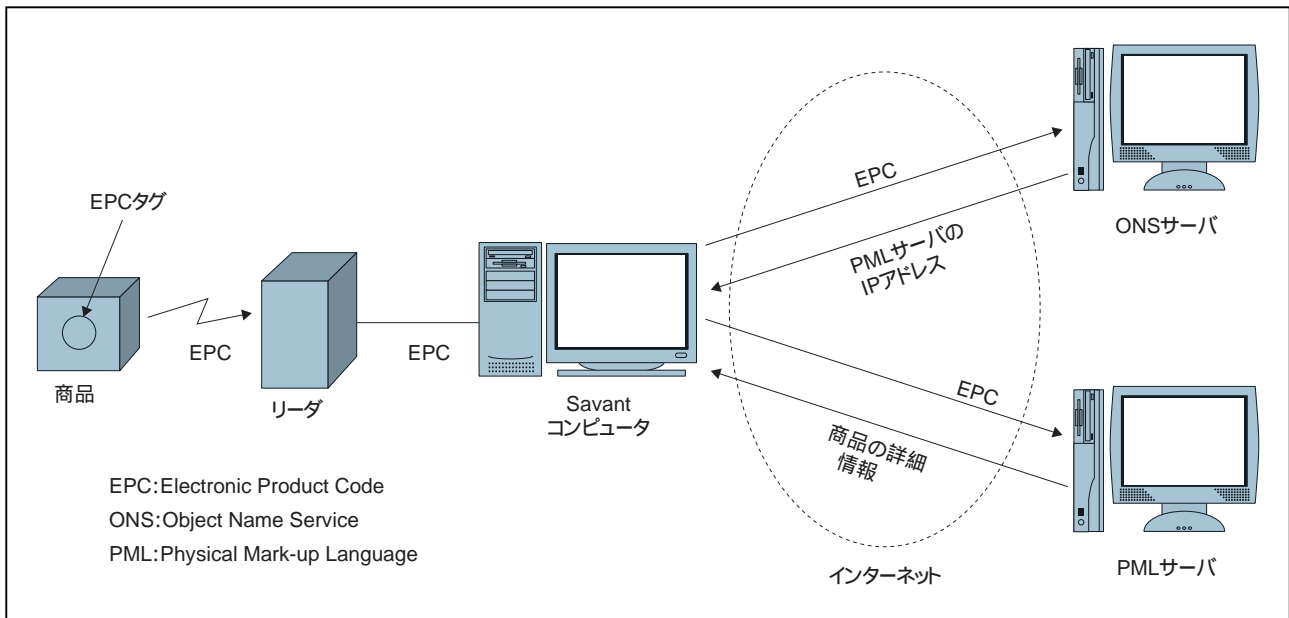 EPCタグ
EPC
商品
リーダ
EPC
Savant
コンピュータ
EPC
PMLサーバの
IPアドレス
ONSサーバ
EPC
商品の詳細
情報
PMLサーバ
インターネット
EPC:Electronic Product Code
ONS:Object Name Service
PML:Physical Mark-up Language